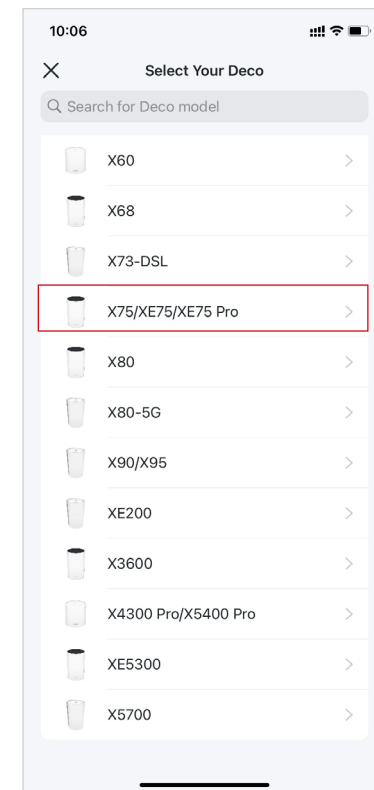 10:06
Select Your Deco
Search for Deco model
X60
X68
X73-DSL
X75/XE75/XE75 Pro
X80
X80-5G
X90/X95
XE200
X3600
X4300 Pro/X5400 Pro
XE5300
X5700